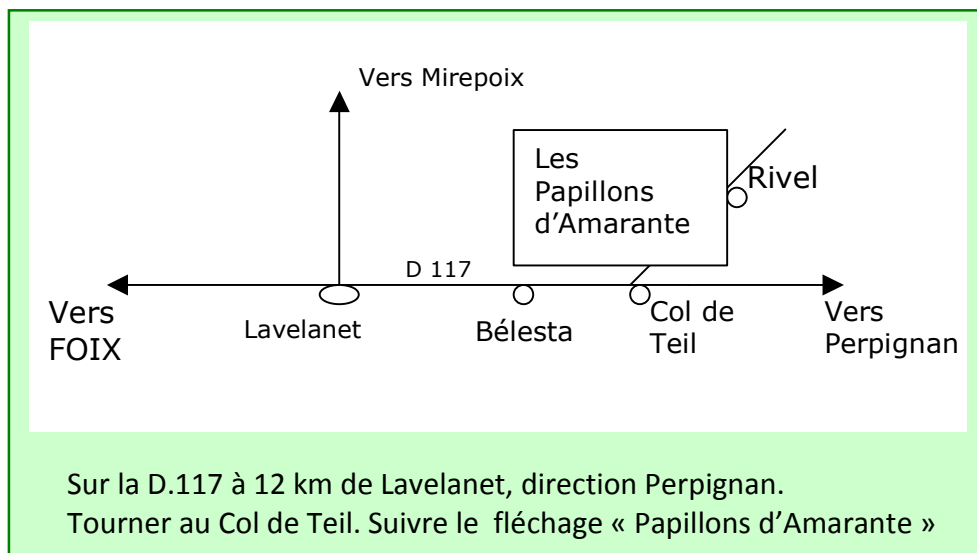 Vers Mirepoix
Les
Papillons
d’Amarante
Rivel
D 117
Vers
FOIX
Lavelanet
Bélesta
Col de
Teil
Vers
Perpignan
Sur la D.117 à 12 km de Lavelanet, direction Perpignan.
Tourner au Col de Teil. Suivre le  fléchage « Papillons d’Amarante »